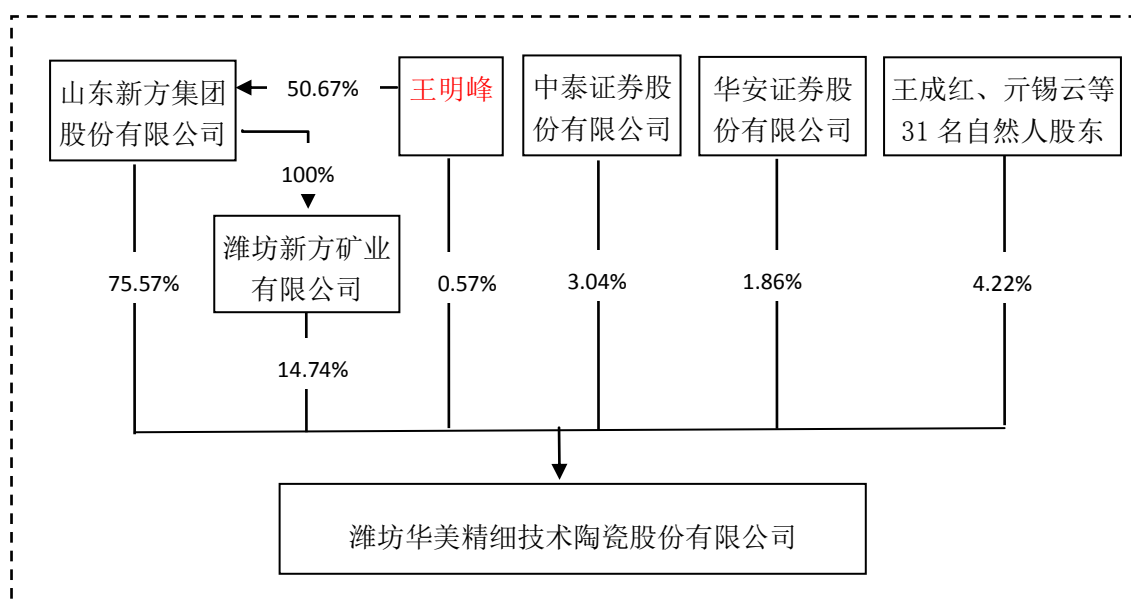 山东新方集团
股份有限公司
50.67%
王明峰
中泰证券股
份有限公司
华安证券股
份有限公司
王成红、亓锡云等
31 名自然人股东
100%
潍坊新方矿业
有限公司
75.57%
0.57%
3.04%
1.86%
4.22%
14.74%
潍坊华美精细技术陶瓷股份有限公司